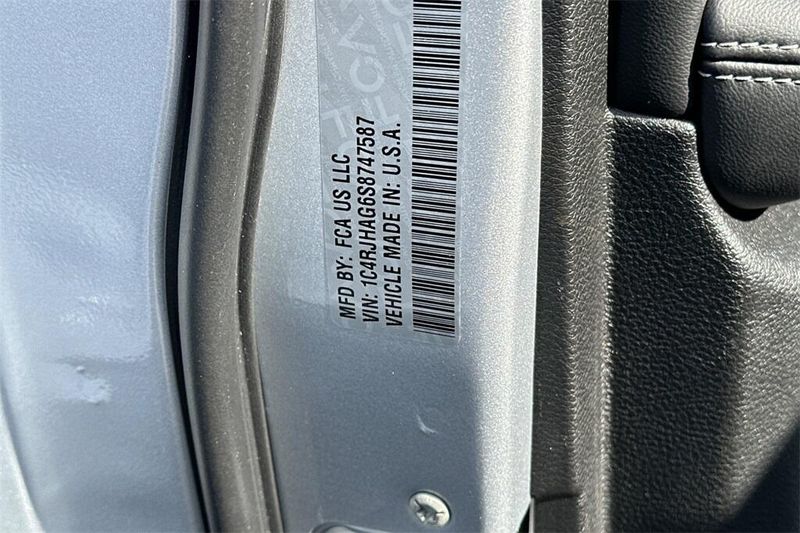 MFD BY: FCA US LLC
VIN: 1C4RJHAG6S8747587
VEHICLE MADE IN: U.S.A.